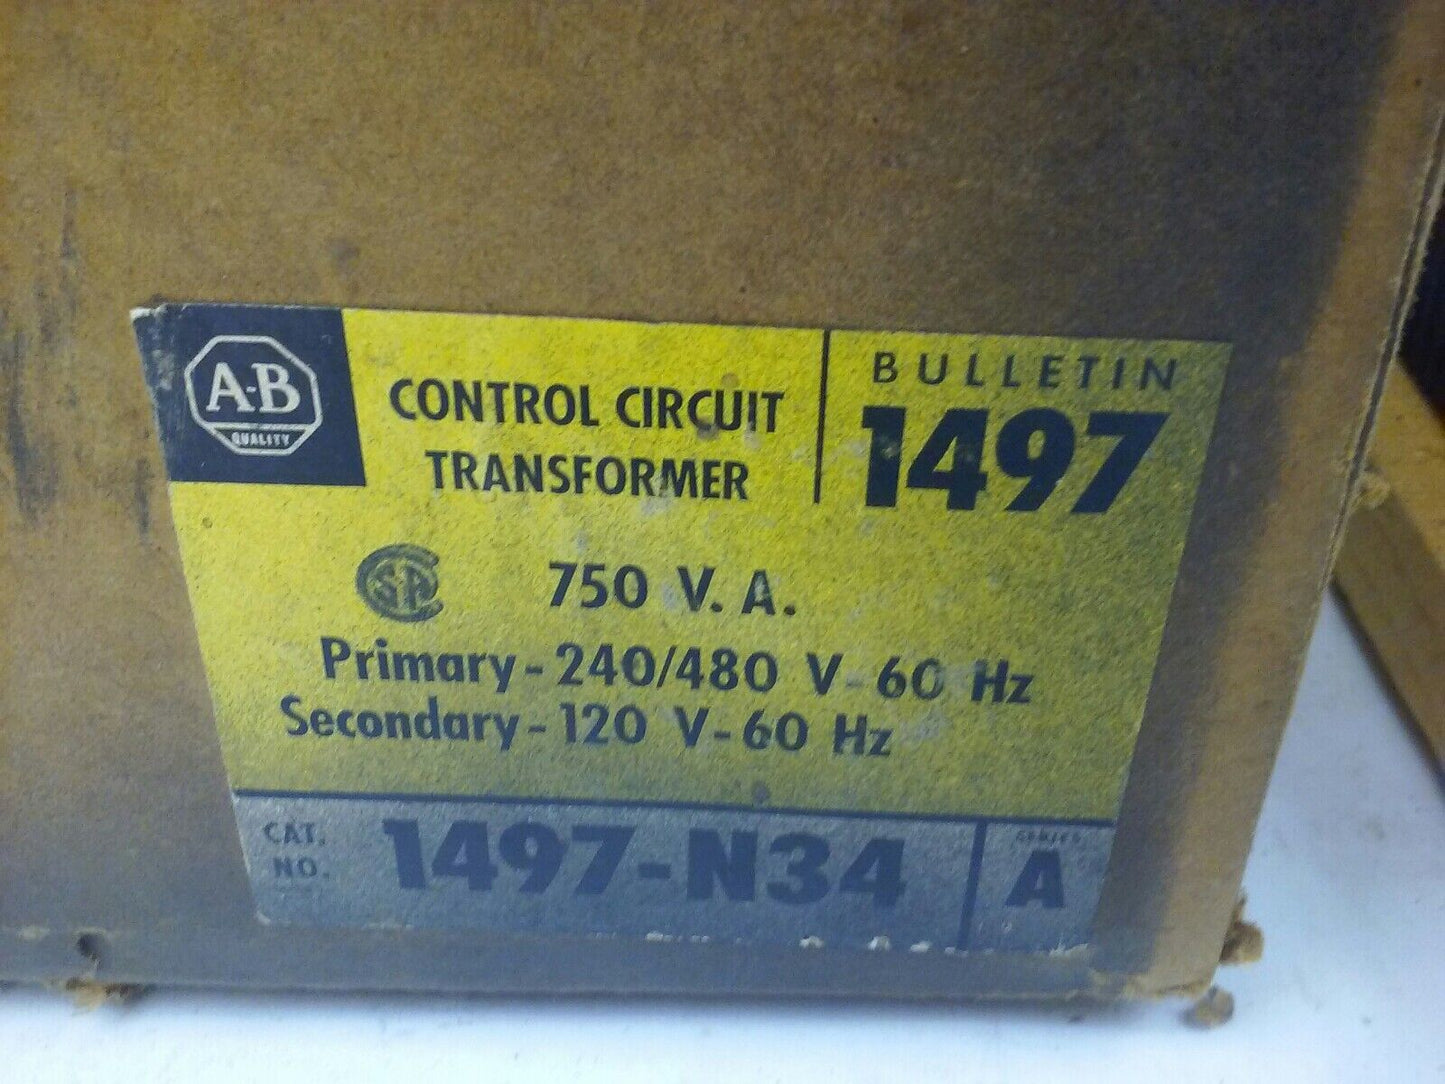 A-B
QUALITY
CONTROL CIRCUIT
TRANSFORMER
BULLETIN
1497
CSA
750 V. A.
Primary - 240/480 V - 60 Hz
Secondary - 120 V - 60 Hz
CAT.
NO.
1497-N34
SERIES
A